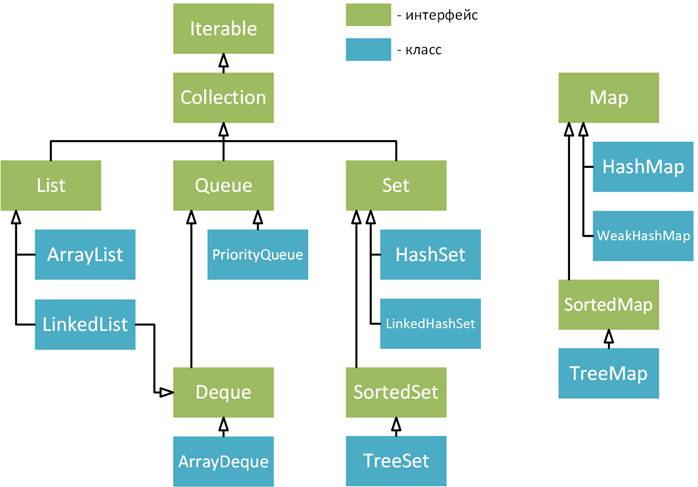 Iterable
- интерфейс
- класс
Collection
Map
List
Queue
Set
HashMap
ArrayList
PriorityQueue
HashSet
WeakHashMap
LinkedList
LinkedHashSet
SortedMap
Deque
SortedSet
TreeMap
ArrayDeque
TreeSet